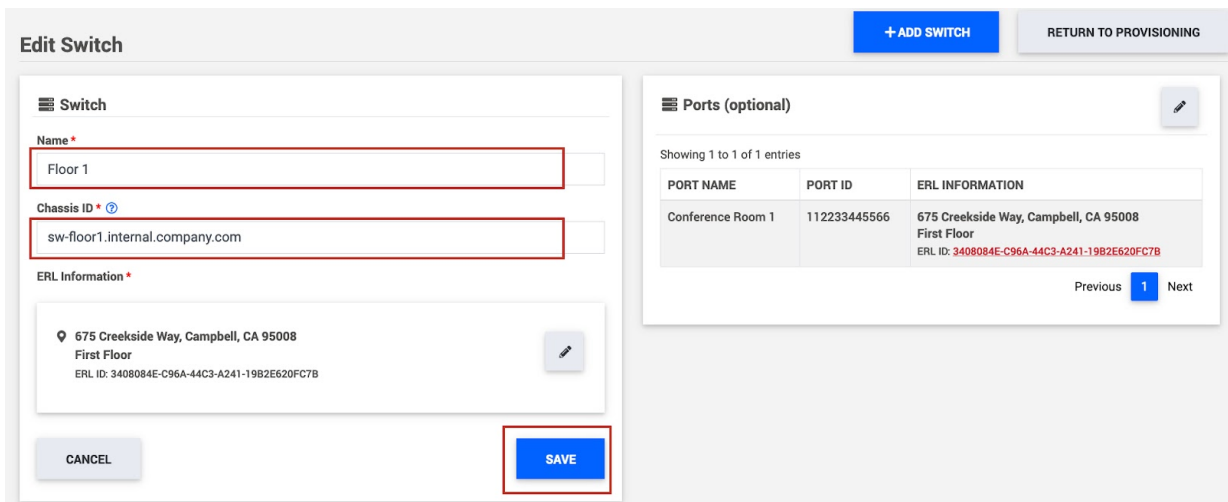 Edit Switch
+ ADD SWITCH
RETURN TO PROVISIONING
Switch
Name *
Floor 1
Chassis ID * ?
sw-floor1.internal.company.com
ERL Information *
675 Creekside Way, Campbell, CA 95008
First Floor
ERL ID: 3408084E-C96A-44C3-A241-19B2E620FC7B
CANCEL
SAVE
Ports (optional)
Showing 1 to 1 of 1 entries
PORT NAME PORT ID ERL INFORMATION
Conference Room 1 112233445566 675 Creekside Way, Campbell, CA 95008
First Floor
ERL ID: 3408084E-C96A-44C3-A241-19B2E620FC7B
Previous 1 Next